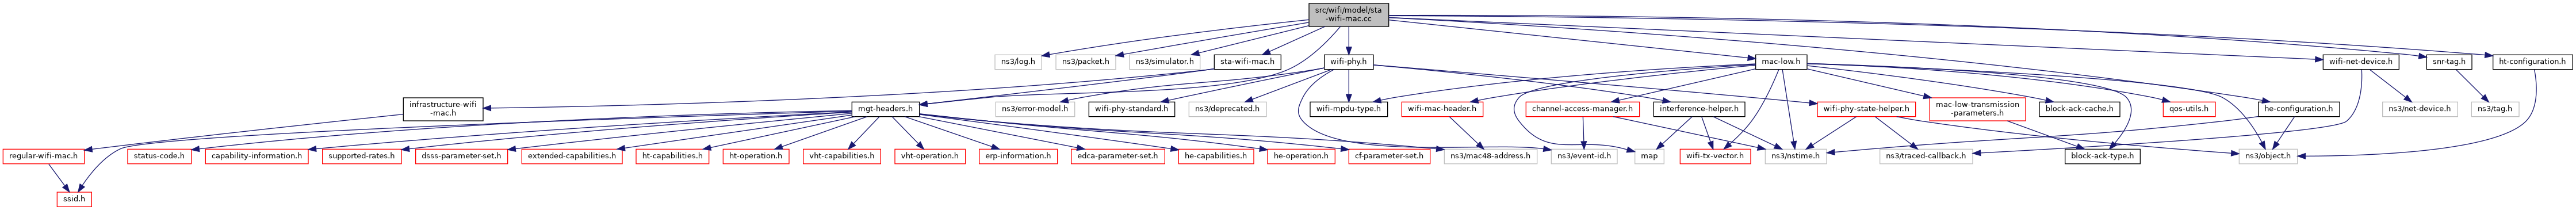 src/wifi/model/sta
-wifi-mac.cc
ns3/log.h
ns3/packet.h
ns3/simulator.h
sta-wifi-mac.h
wifi-phy.h
mac-low.h
wifi-net-device.h
snr-tag.h
ht-configuration.h
infrastructure-wifi
-mac.h
mgt-headers.h
ns3/error-model.h
wifi-phy-standard.h
ns3/deprecated.h
wifi-mpdu-type.h
wifi-mac-header.h
channel-access-manager.h
interference-helper.h
wifi-phy-state-helper.h
mac-low-transmission
-parameters.h
block-ack-cache.h
qos-utils.h
he-configuration.h
ns3/net-device.h
ns3/tag.h
regular-wifi-mac.h
status-code.h
capability-information.h
supported-rates.h
dsss-parameter-set.h
extended-capabilities.h
ht-capabilities.h
ht-operation.h
vht-capabilities.h
vht-operation.h
erp-information.h
edca-parameter-set.h
he-capabilities.h
he-operation.h
cf-parameter-set.h
ns3/mac48-address.h
ns3/event-id.h
map
wifi-tx-vector.h
ns3/nstime.h
ns3/traced-callback.h
block-ack-type.h
ns3/object.h
ssid.h